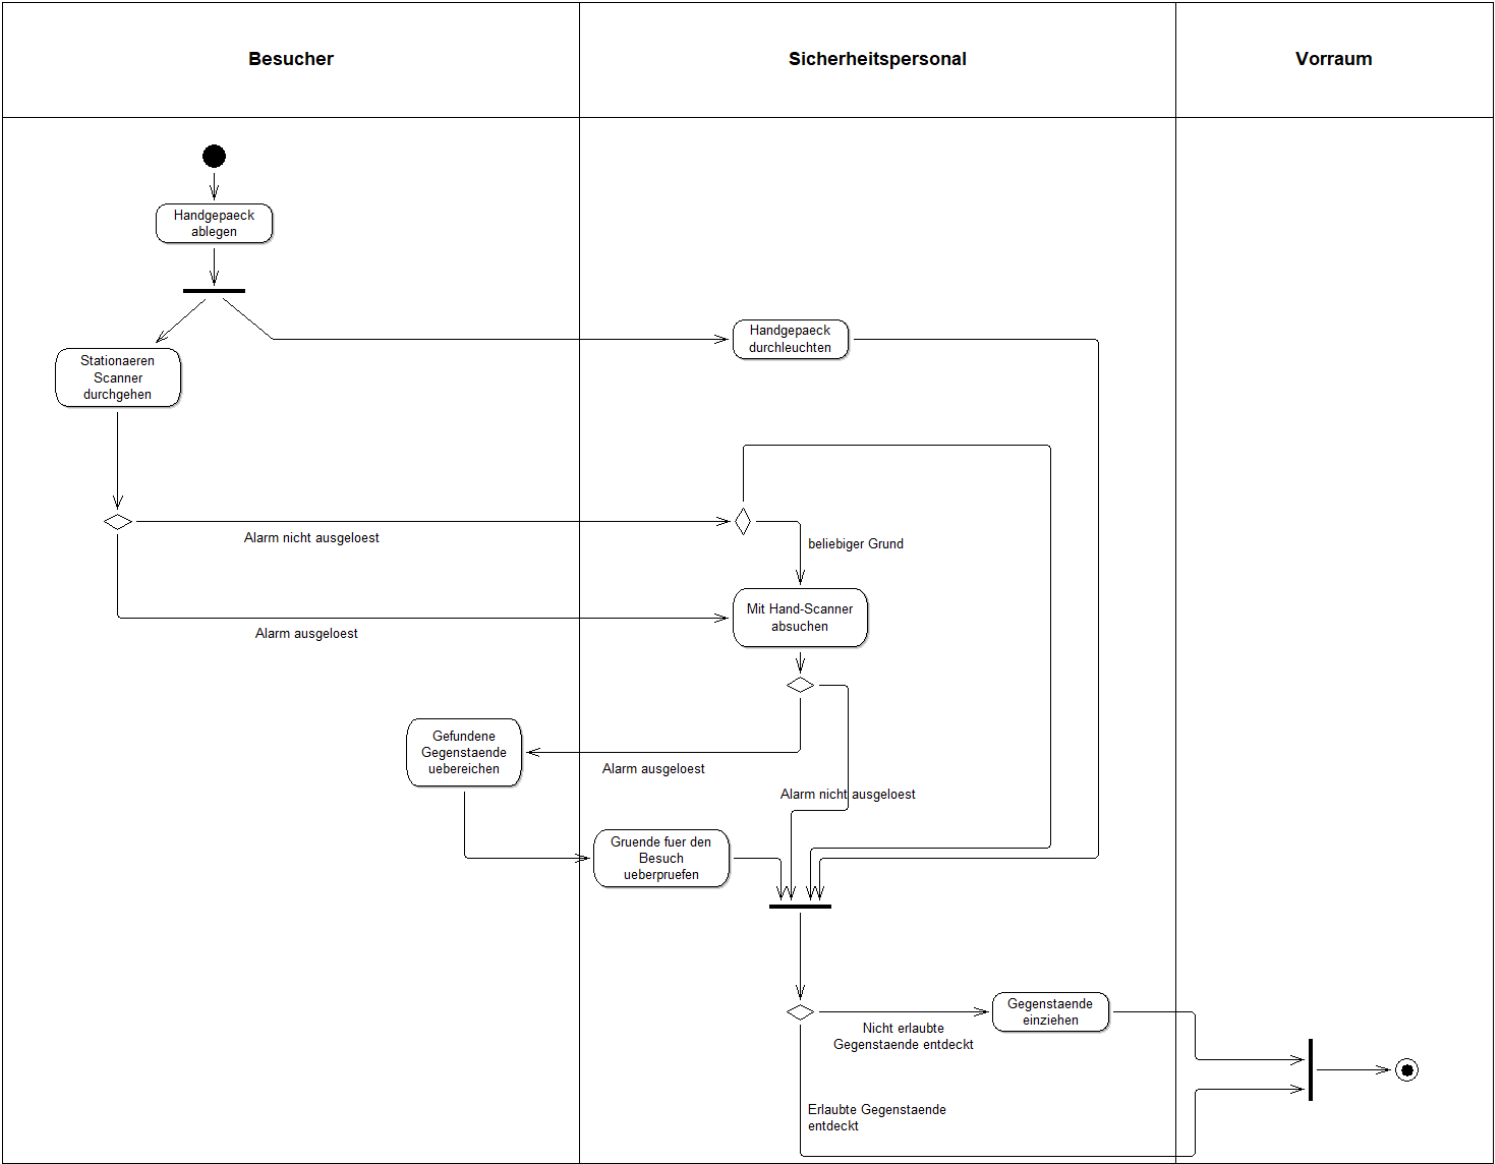 Besucher
Sicherheitspersonal
Vorraum
Handgepaeck
ablegen
Handgepaeck
durchleuchten
Stationaeren
Scanner
durchgehen
Alarm nicht ausgeloest
beliebiger Grund
Mit Hand-Scanner
absuchen
Alarm ausgeloest
Gefundene
Gegenstaende
uebereichen
Alarm ausgeloest
Alarm nicht ausgeloest
Gruende fuer den
Besuch
ueberpruefen
Gegenstaende
einziehen
Nicht erlaubte
Gegenstaende entdeckt
Erlaubte Gegenstaende
entdeckt